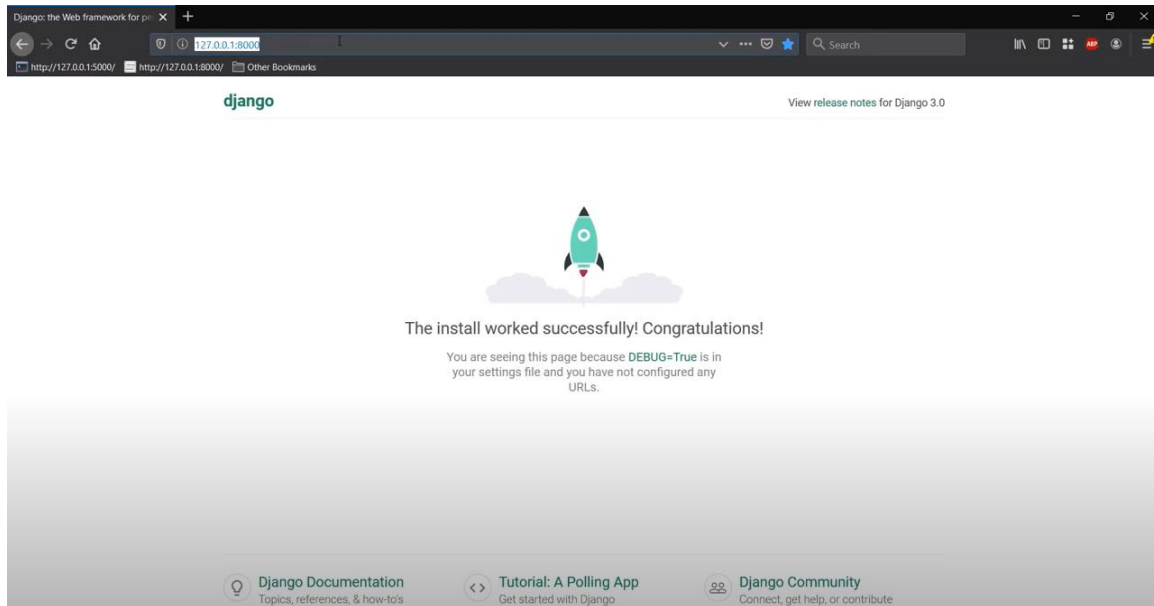 Django: the Web framework for pe
127.0.0.1:8000
Search
ABP
http://127.0.0.1:5000/ http://127.0.0.1:8000/ Other Bookmarks
django
View release notes for Django 3.0
The install worked successfully! Congratulations!
You are seeing this page because DEBUG=True is in
your settings file and you have not configured any
URLs.
Django Documentation
Topics, references, & how-to's
Tutorial: A Polling App
Get started with Django
Django Community
Connect, get help, or contribute